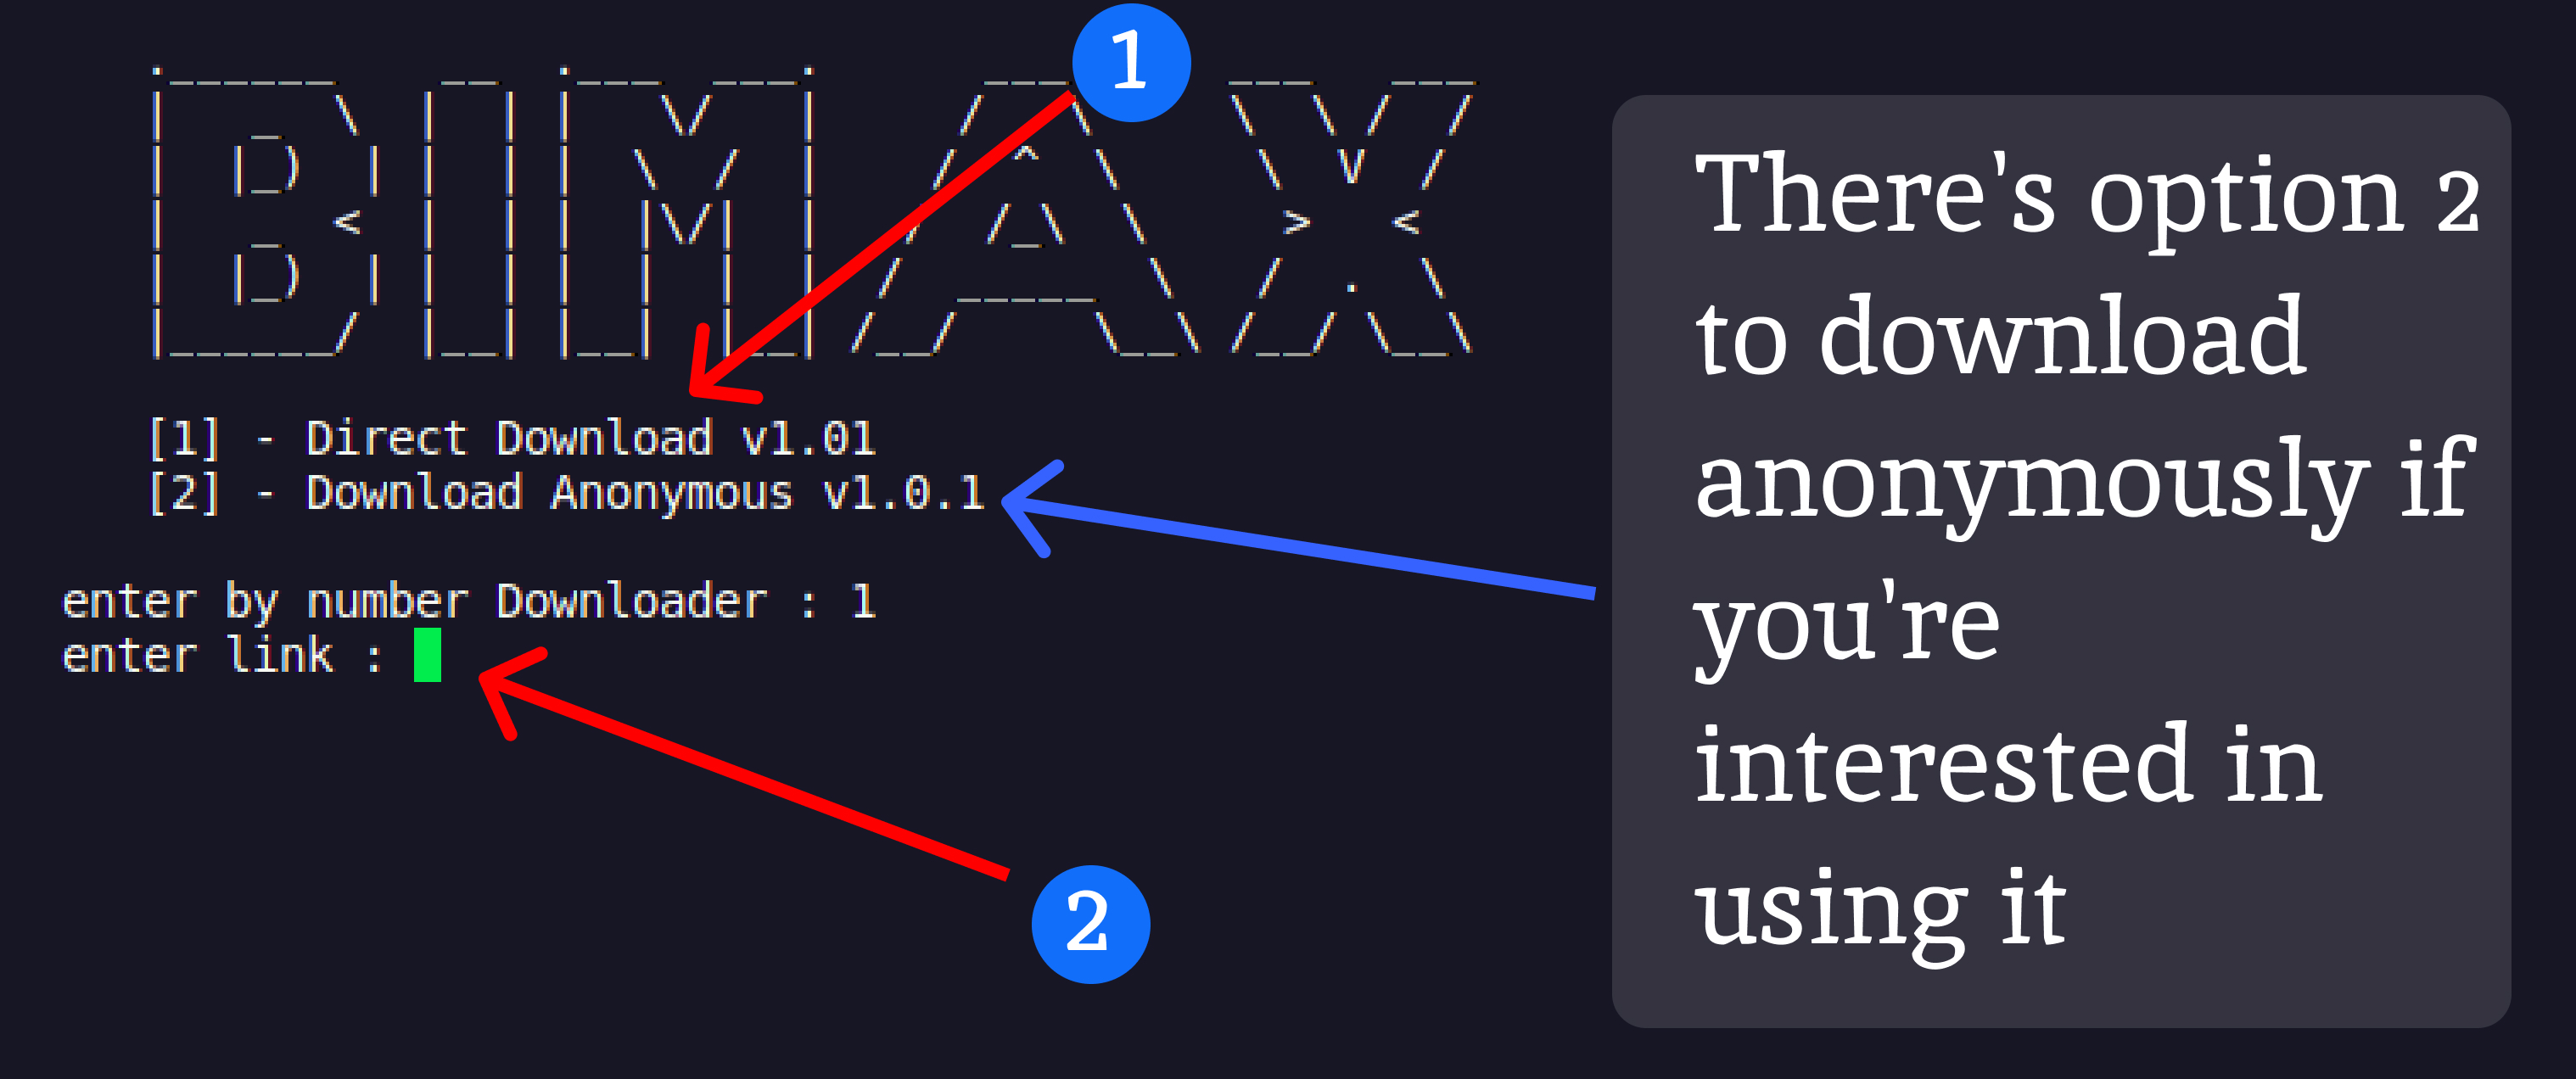 1
BIMAX
[1] - Direct Download v1.01
[2] - Download Anonymous v1.0.1
enter by number Downloader : 1
enter link :
2
There's option 2
to download
anonymously if
you're
interested in
using it